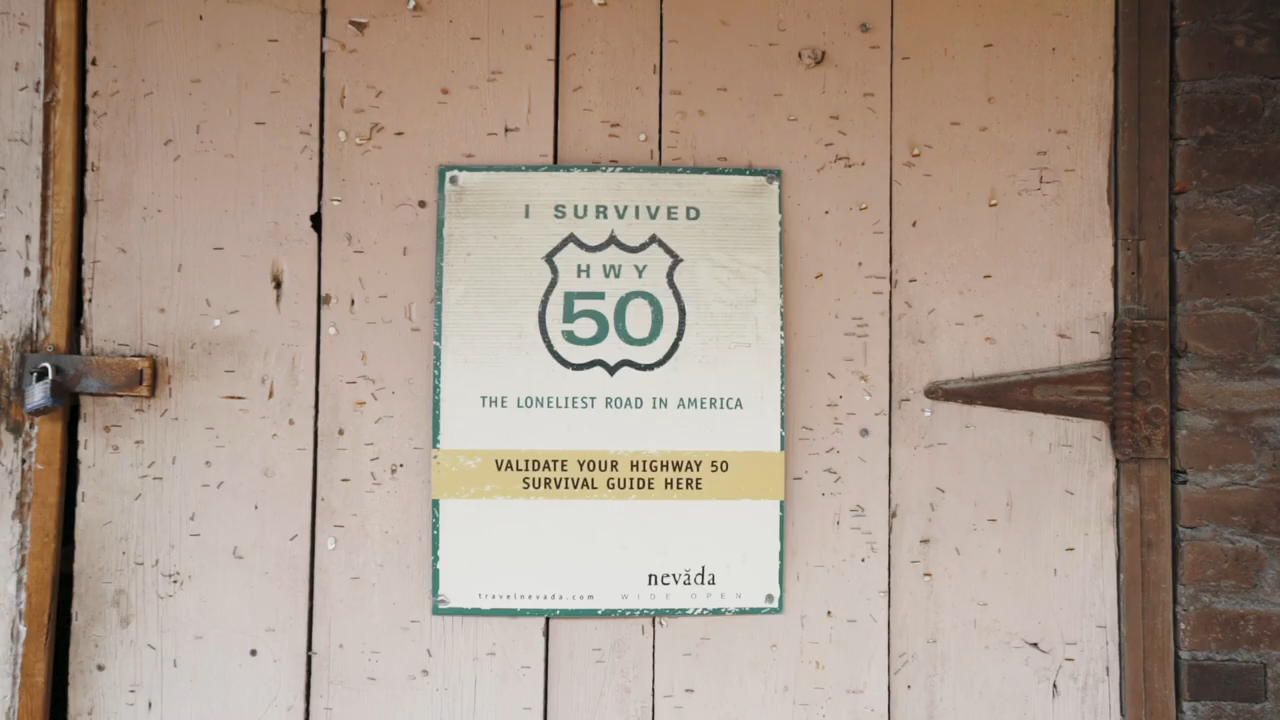 I SURVIVED
HWY
50
THE LONELIEST ROAD IN AMERICA
VALIDATE YOUR HIGHWAY 50
SURVIVAL GUIDE HERE
nevăda
travelnevada.com WIDE OPEN